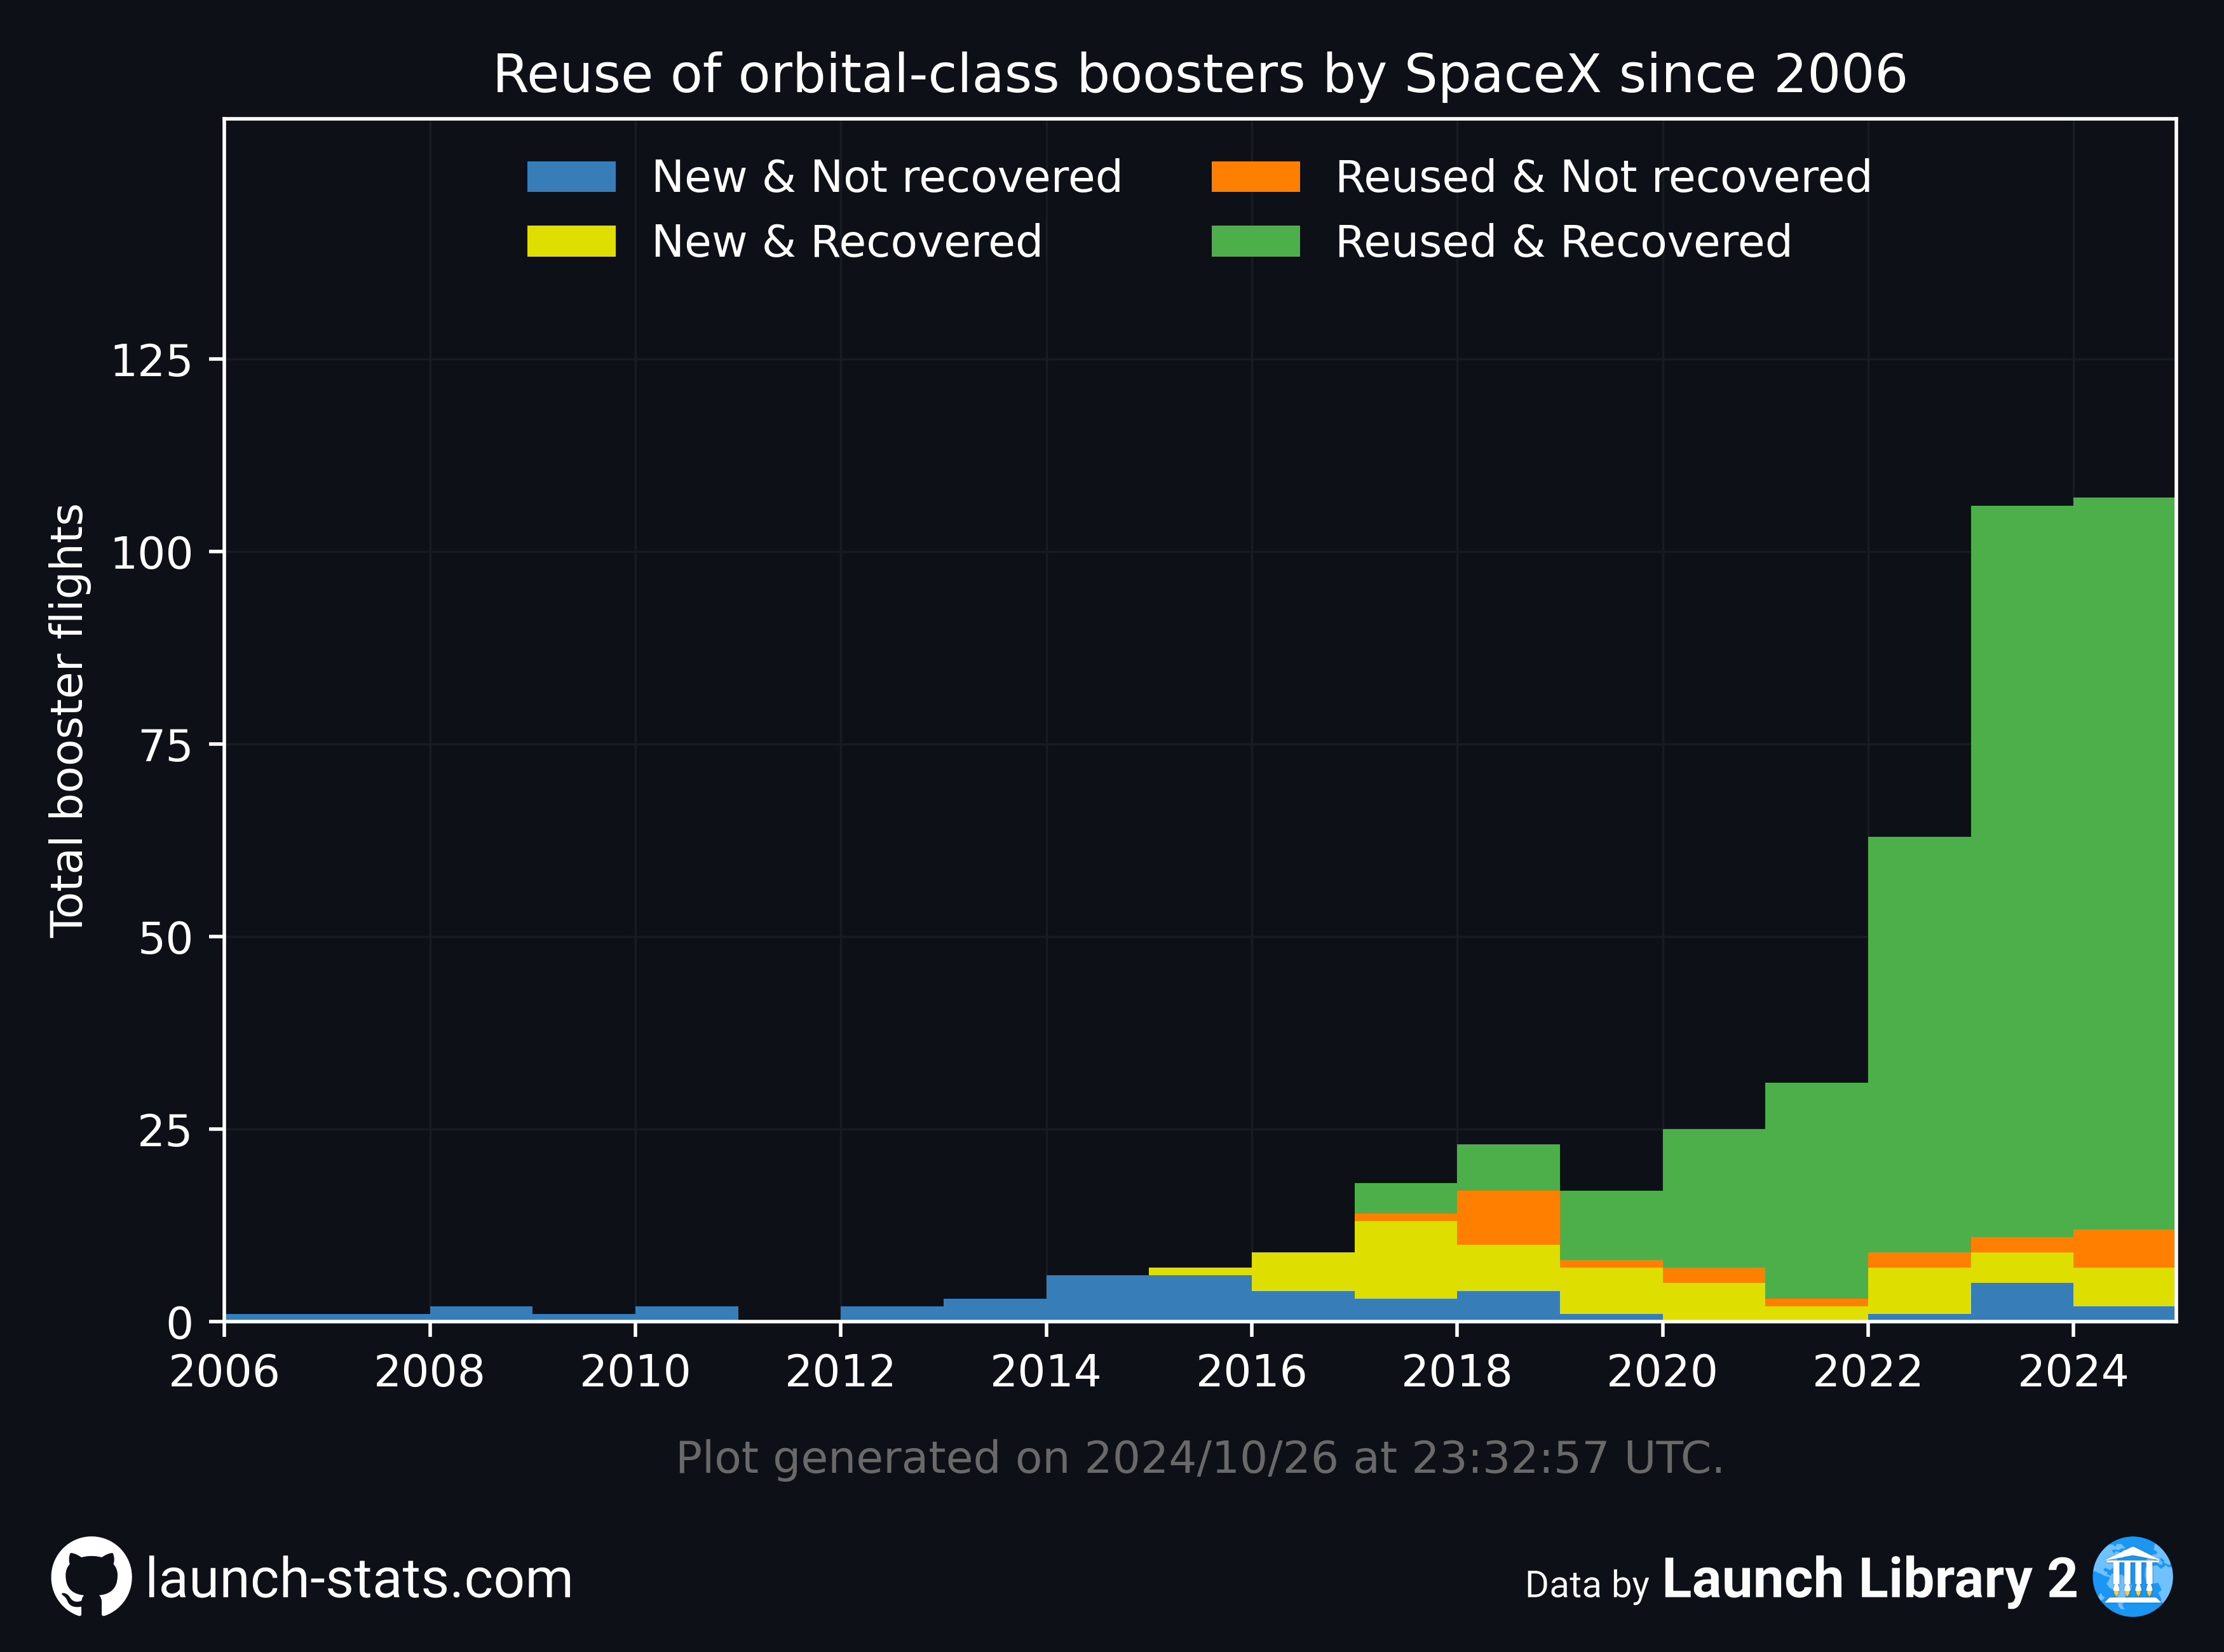 Reuse of orbital-class boosters by SpaceX since 2006
New & Not recovered
New & Recovered
Reused & Not recovered
Reused & Recovered
Total booster flights
125
100
75
50
25
0
2006 2008 2010 2012 2014 2016 2018 2020 2022 2024
Plot generated on 2024/10/26 at 23:32:57 UTC.
launch-stats.com
Data by Launch Library 2